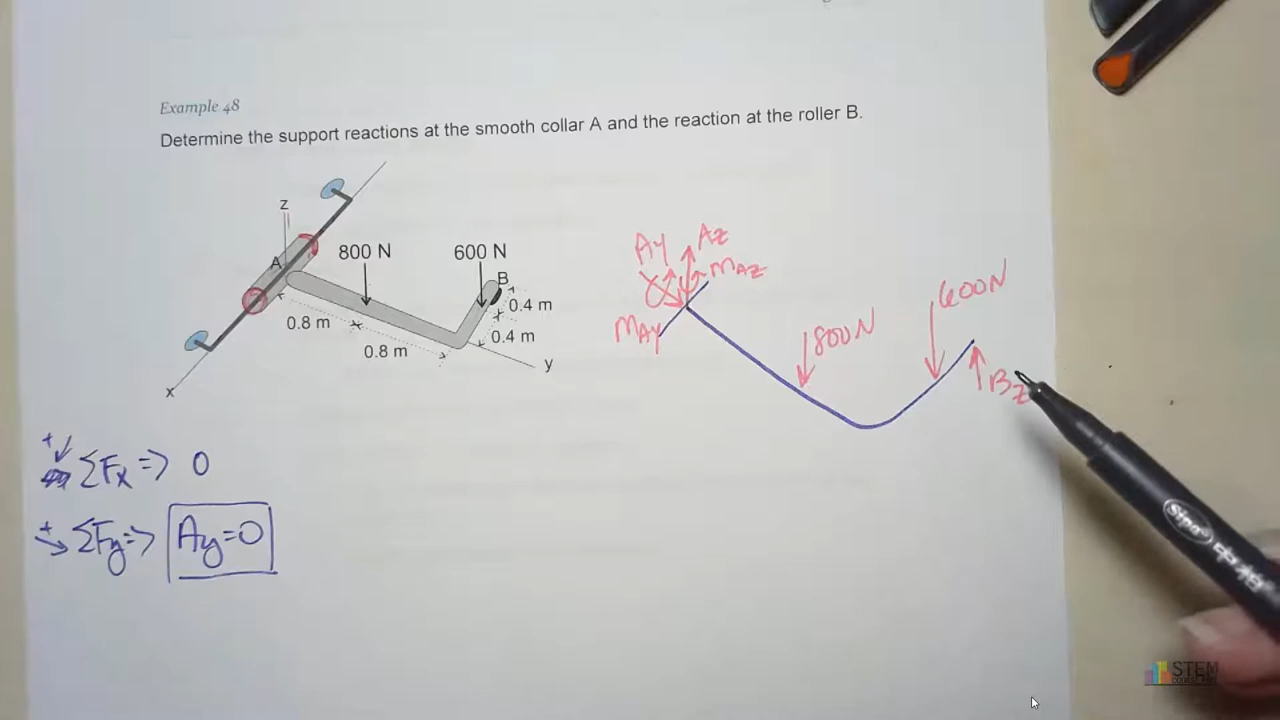 Example 48
Determine the support reactions at the smooth collar A and the reaction at the roller B.
z
A
800 N
600 N
B
0.8 m
0.8 m
0.4 m
0.4 m
x
y
Ay
Az
MAz
MAy
800N
600N
Bz
+ ΣFx => 0
+ ΣFy => Ay=0
Sipa
STEM